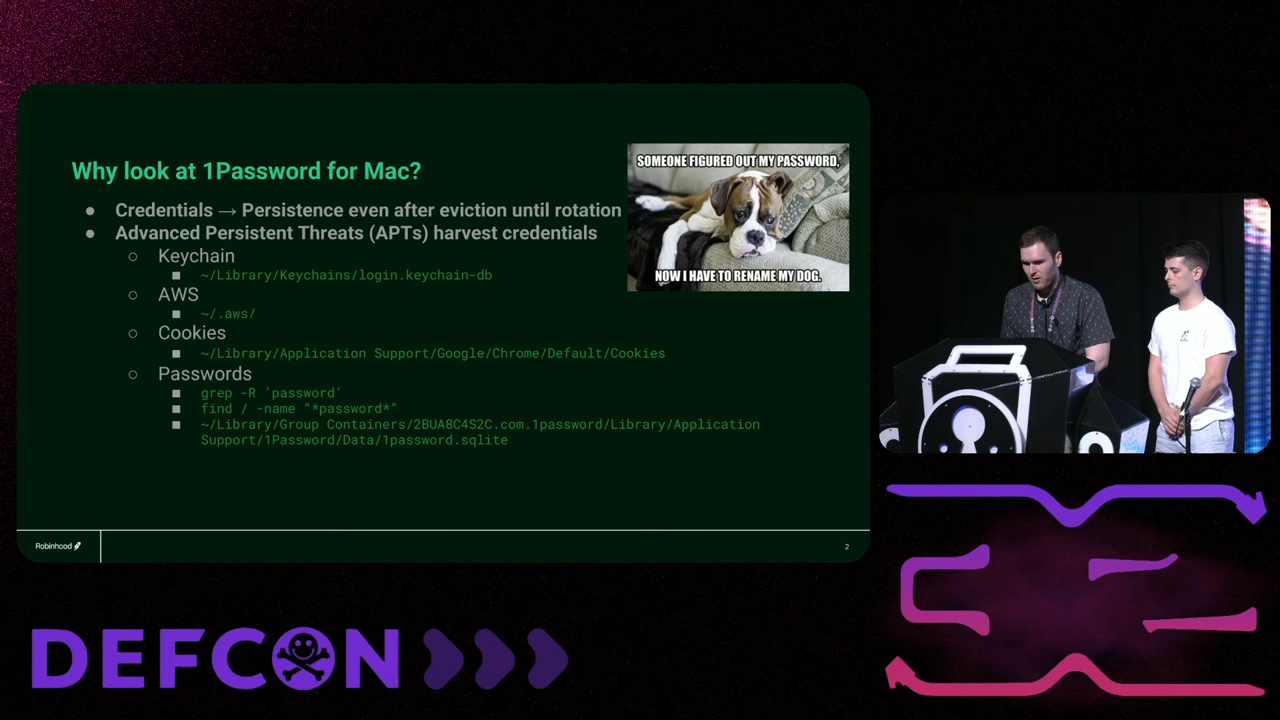 Why look at 1Password for Mac?
● Credentials → Persistence even after eviction until rotation
● Advanced Persistent Threats (APTs) harvest credentials
○ Keychain
■ ~/Library/Keychains/login.keychain-db
○ AWS
■ ~/.aws/
○ Cookies
■ ~/Library/Application Support/Google/Chrome/Default/Cookies
○ Passwords
■ grep -R 'password'
■ find / -name "*password*"
■ ~/Library/Group Containers/2BUA8C4S2C.com.1password/Library/Application
Support/1Password/Data/1password.sqlite
SOMEONE FIGURED OUT MY PASSWORD,
NOW I HAVE TO RENAME MY DOG.
Robinhood
2
DEFCON